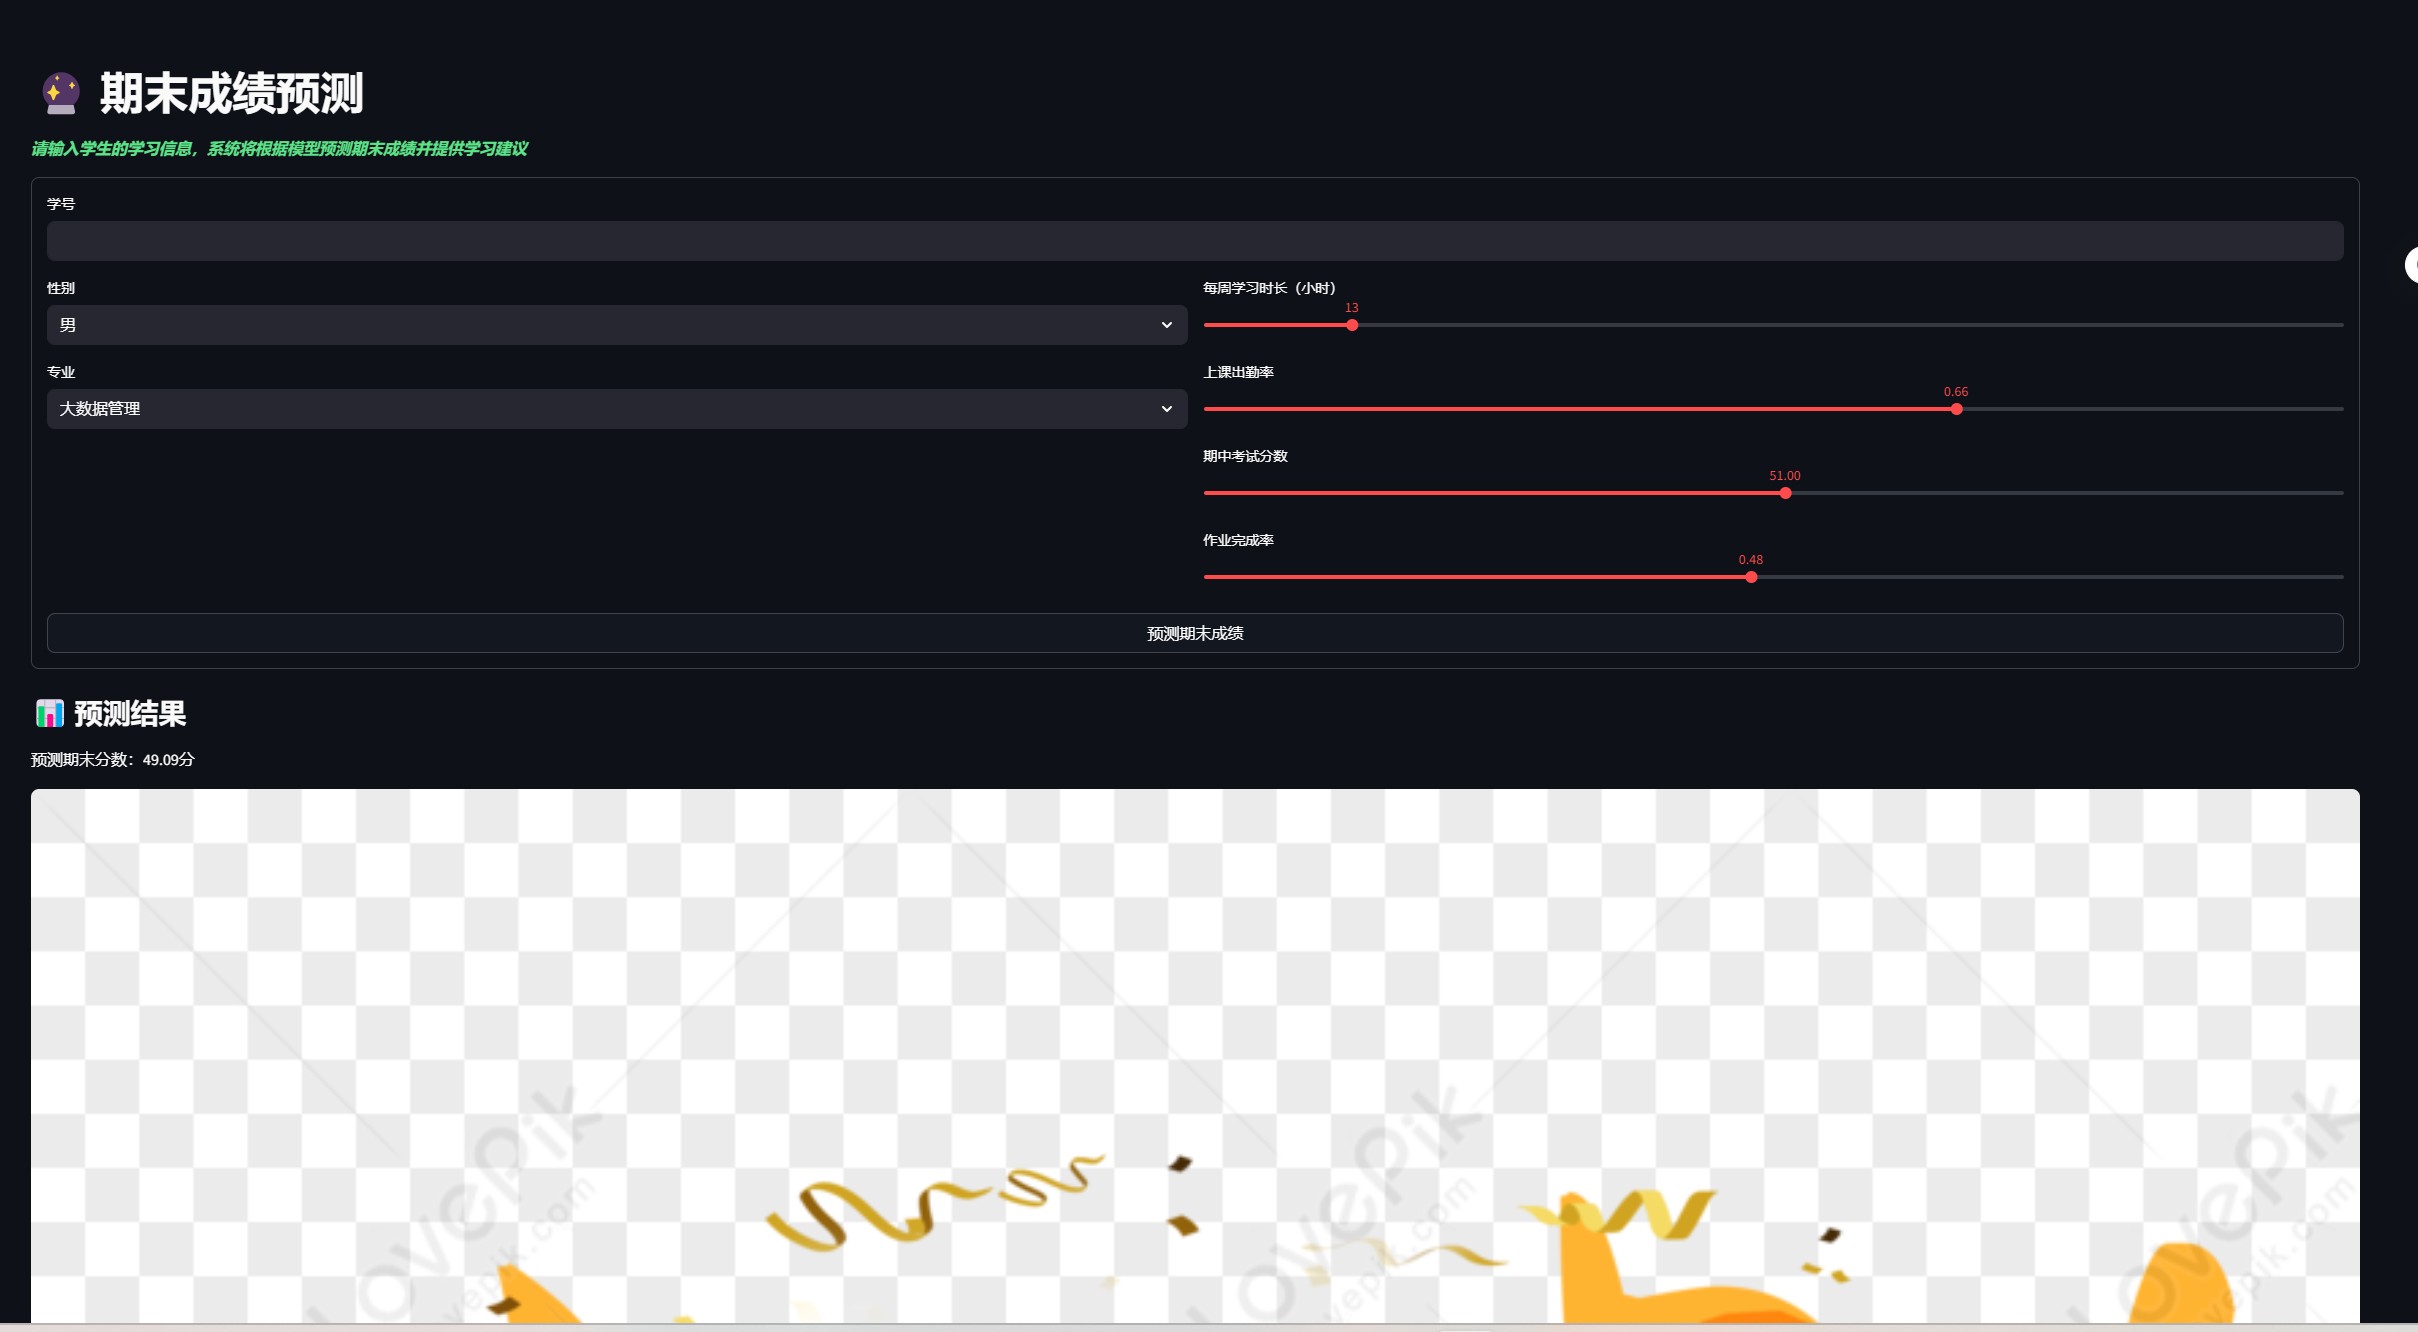 期末成绩预测
请输入学生的学习信息，系统将根据模型预测期末成绩并提供学习建议
学号
性别
男
专业
大数据管理
每周学习时长（小时）
13
上课出勤率
0.66
期中考试分数
51.00
作业完成率
0.48
预测期末成绩
预测结果
预测期末分数：49.09分
LovePik
LovePik
LovePik